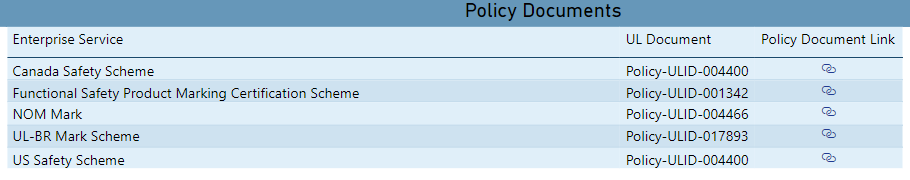 Policy Documents
Enterprise Service UL Document Policy Document Link
Canada Safety Scheme Policy-ULID-004400
Functional Safety Product Marking Certification Scheme Policy-ULID-001342
NOM Mark Policy-ULID-004466
UL-BR Mark Scheme Policy-ULID-017893
US Safety Scheme Policy-ULID-004400